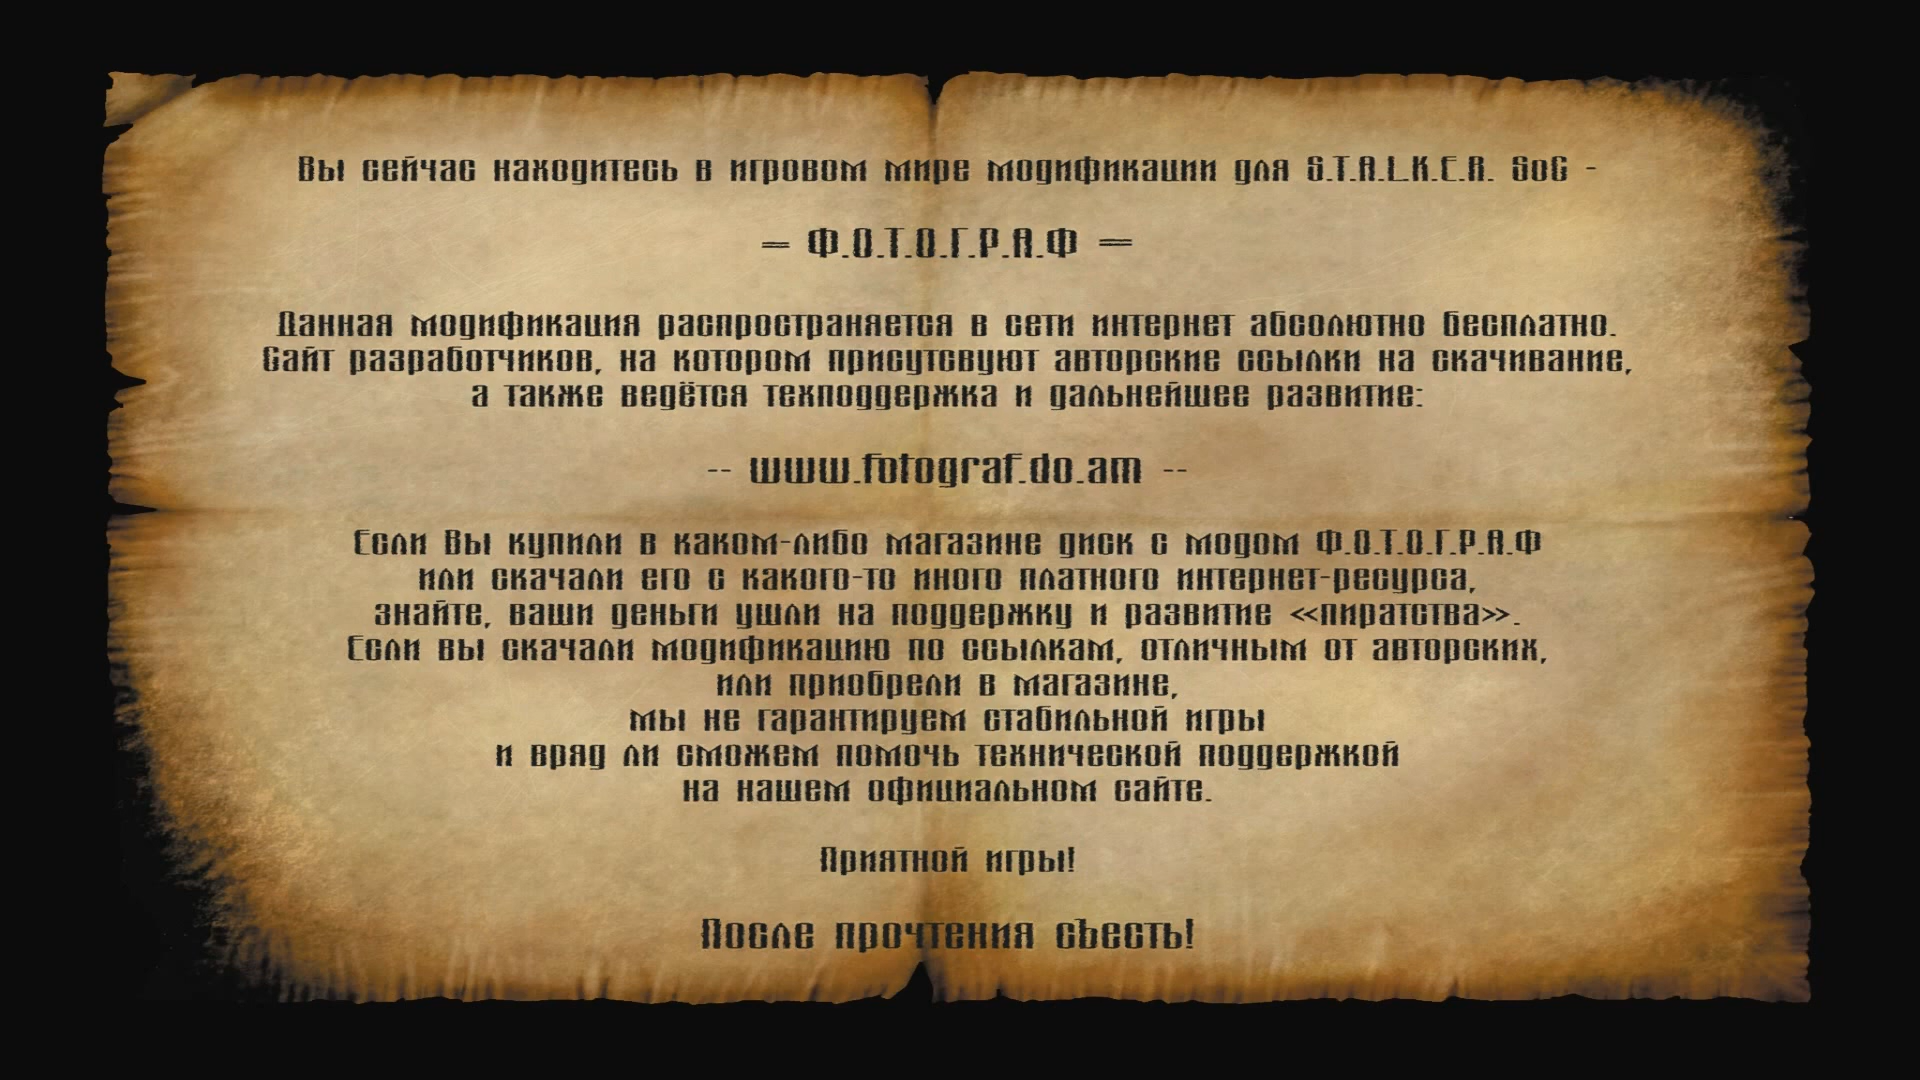 Вы сейчас находитесь в игровом мире модификации для S.T.A.L.K.E.R. SoC -
— Ф.О.Т.О.Г.Р.А.Ф —
Данная модификация распространяется в сети интернет абсолютно бесплатно.
Сайт разработчиков, на котором присутсвуют авторские ссылки на скачивание,
а также ведётся техподдержка и дальнейшее развитие:
-- www.fotograf.do.am --
Если Вы купили в каком-либо магазине диск с модом Ф.О.Т.О.Г.Р.А.Ф
или скачали его с какого-то иного платного интернет-ресурса,
знайте, ваши деньги ушли на поддержку и развитие «пиратства».
Если вы скачали модификацию по ссылкам, отличным от авторских,
или приобрели в магазине,
мы не гарантируем стабильной игры
и вряд ли сможем помочь технической поддержкой
на нашем официальном сайте.
Приятной игры!
После прочтения съесть!